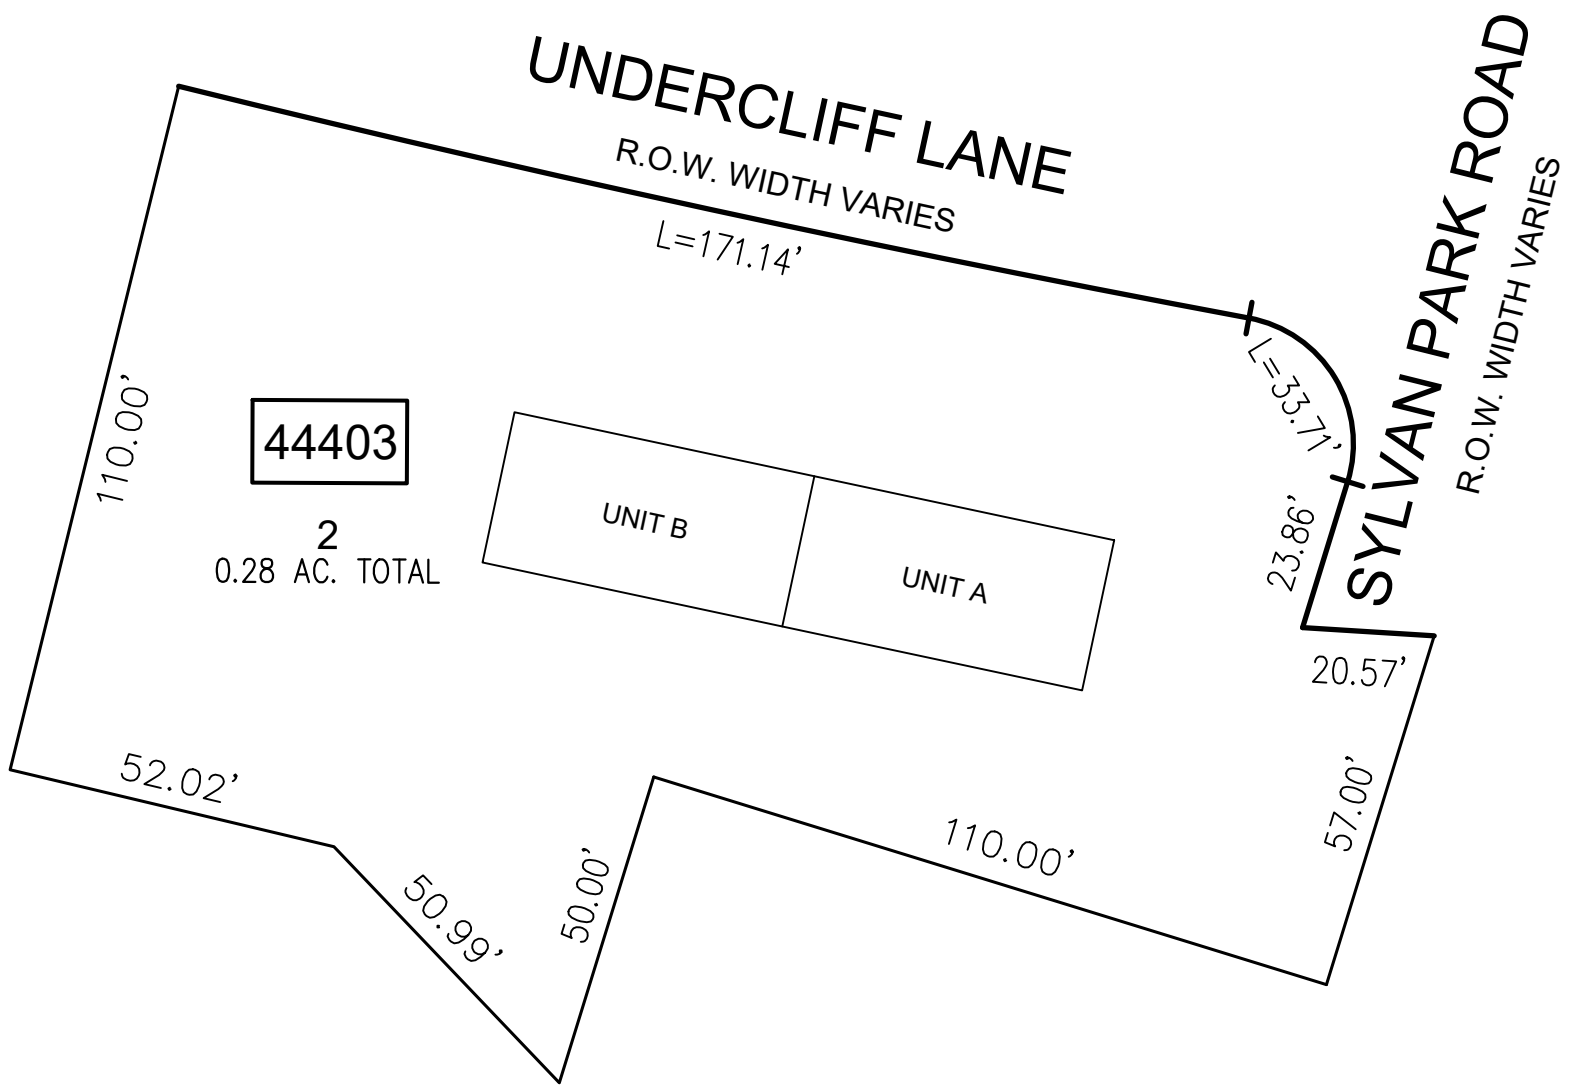 UNDERCLIFF LANE
R.O.W. WIDTH VARIES
L=171.14'
SYLVAN PARK ROAD
R.O.W. WIDTH VARIES
L=33.71'
110.00'
44403
2
0.28 AC. TOTAL
UNIT B
UNIT A
23.86'
20.57'
52.02'
50.99'
50.00'
110.00'
57.00'